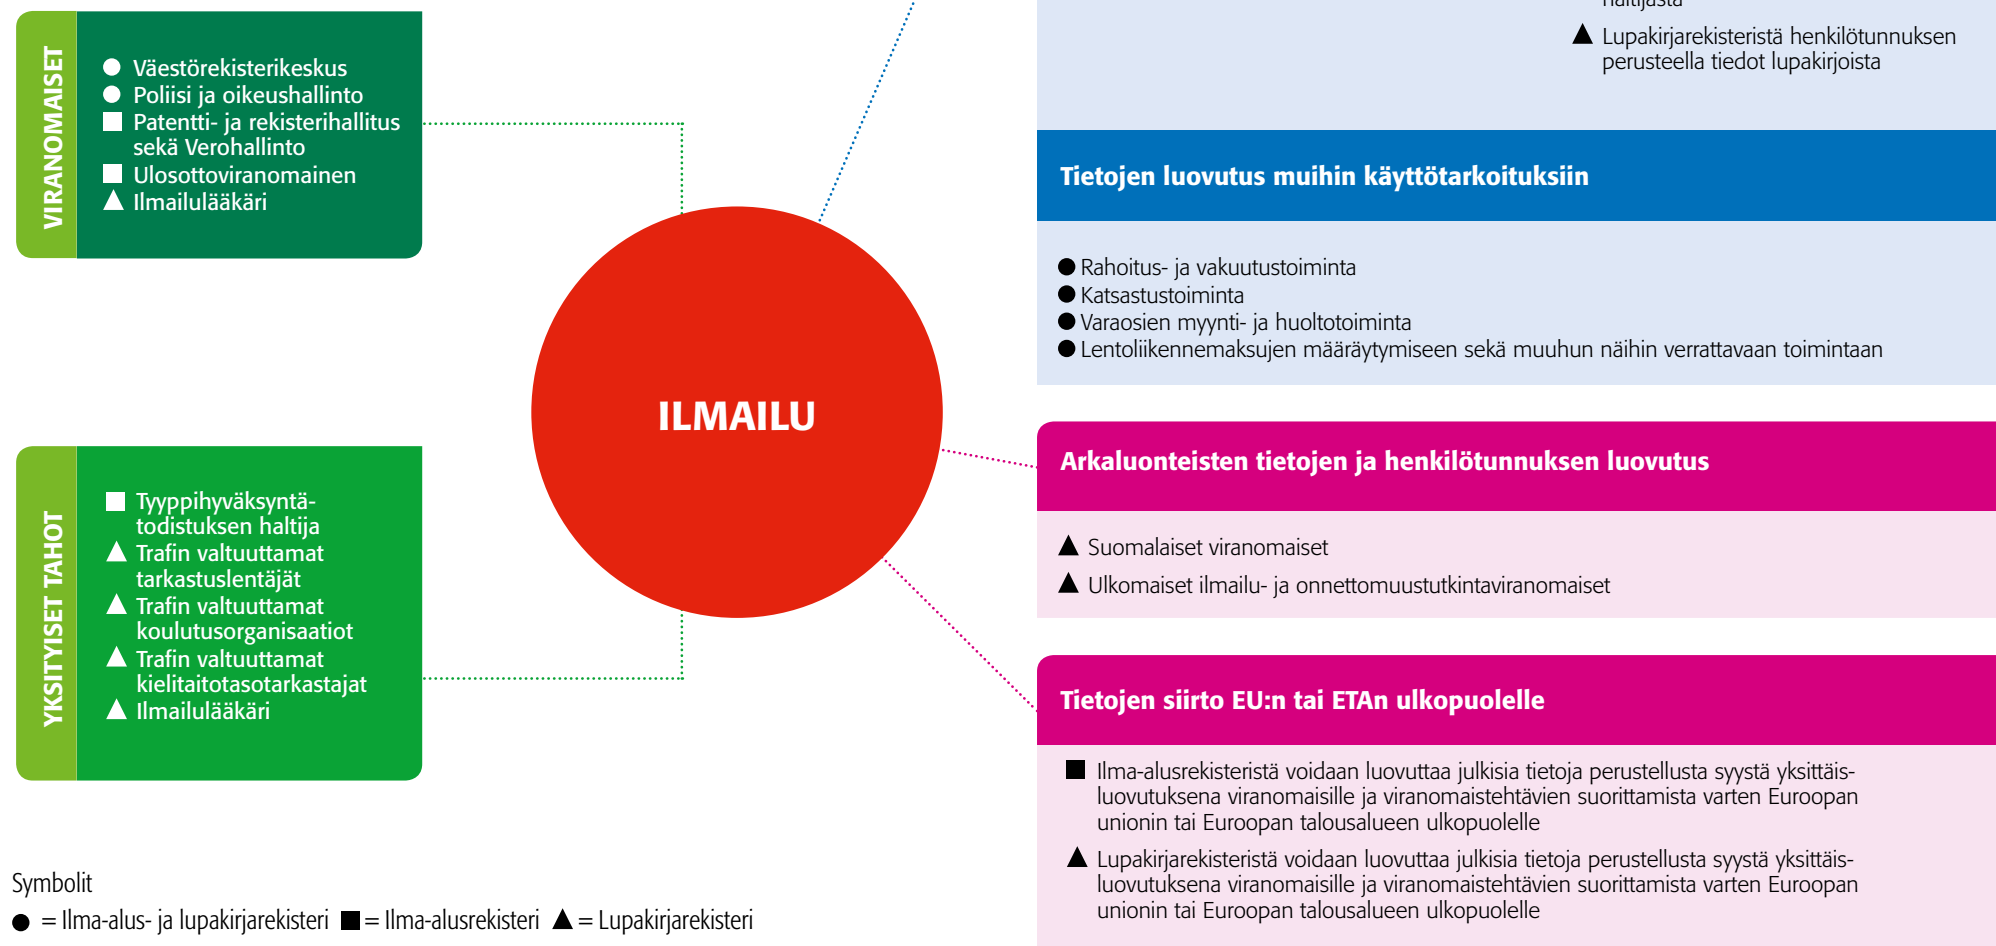 VIRANOMAISET
Väestörekisterikeskus
Poliisi ja oikeushallinto
Patentti- ja rekisterihallitus
sekä Verohallinto
Ulosottoviranomainen
Ilmailulääkäri
YKSITYISET TAHOT
Tyyppihyväksyntä-
todistuksen haltija
Trafin valtuuttamat
tarkastuslentäjät
Trafin valtuuttamat
koulutusorganisaatiot
Trafin valtuuttamat
kielitaitotasotarkastajat
Ilmailulääkäri
ILMAILU
haltijasta
▲ Lupakirjarekisteristä henkilötunnuksen
perusteella tiedot lupakirjoista
Tietojen luovutus muihin käyttötarkoituksiin
● Rahoitus- ja vakuutustoiminta
● Katsastustoiminta
● Varaosien myynti- ja huoltotoiminta
● Lentoliikennemaksujen määräytymiseen sekä muuhun näihin verrattavaan toimintaan
Arkaluonteisten tietojen ja henkilötunnuksen luovutus
▲ Suomalaiset viranomaiset
▲ Ulkomaiset ilmailu- ja onnettomuustutkintaviranomaiset
Tietojen siirto EU:n tai ETAn ulkopuolelle
■ Ilma-alusrekisteristä voidaan luovuttaa julkisia tietoja perustellusta syystä yksittäis-
luovutuksena viranomaisille ja viranomaistehtävien suorittamista varten Euroopan
unionin tai Euroopan talousalueen ulkopuolelle
▲ Lupakirjarekisteristä voidaan luovuttaa julkisia tietoja perustellusta syystä yksittäis-
luovutuksena viranomaisille ja viranomaistehtävien suorittamista varten Euroopan
unionin tai Euroopan talousalueen ulkopuolelle
Symbolit
● = Ilma-alus- ja lupakirjarekisteri ■ = Ilma-alusrekisteri ▲ = Lupakirjarekisteri